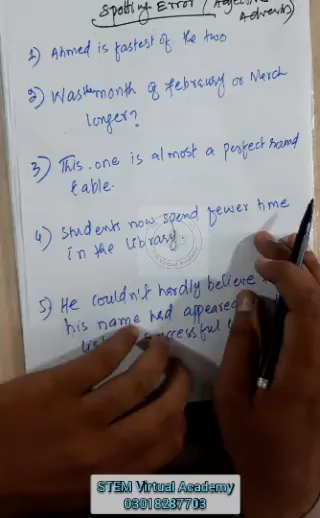 Spotting Error (Adjective
Adverb)
1) Ahmed is fastest of the two
2) Was the month of february or March
longer?
3) This one is almost a perfect round
table.
4) Students now spend fewer time
in the library.
5) He couldn't hardly believe
his name had appeared
successful
STEM Virtual Academy
03018287703